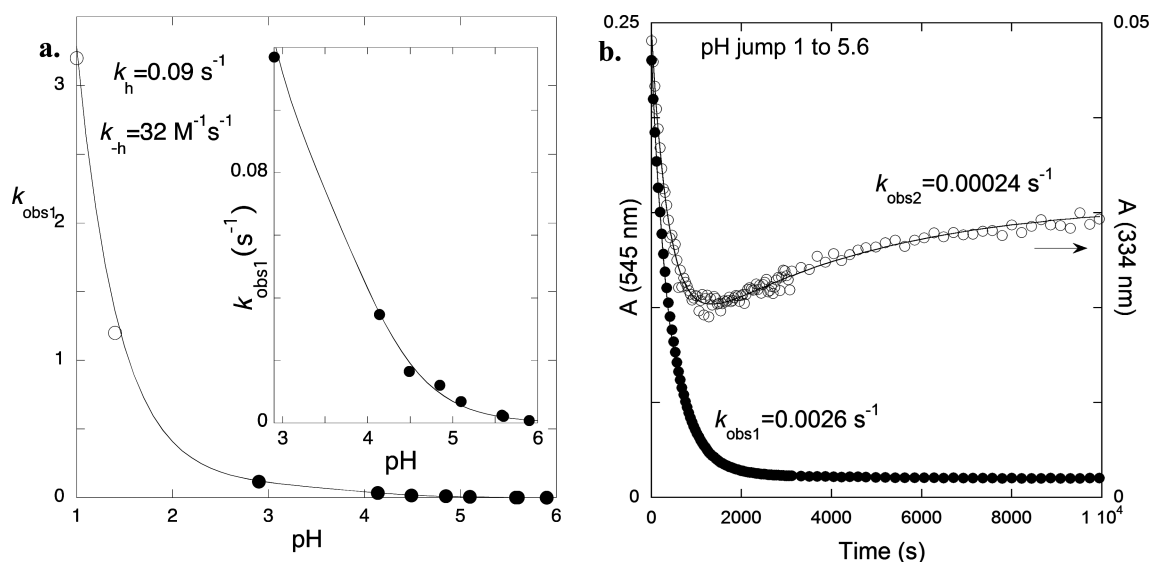 a.
3
2
1
0
k_obs1
k_h=0.09 s^-1
k_-h=32 M^-1s^-1
1 2 3 4 5 6
pH
0.08
0
k_obs1 (s^-1)
3 4 5 6
pH
b.
0.25
0
A (545 nm)
pH jump 1 to 5.6
k_obs2=0.00024 s^-1
k_obs1=0.0026 s^-1
0.05
0
A (334 nm)
0 2000 4000 6000 8000 1 10^4
Time (s)